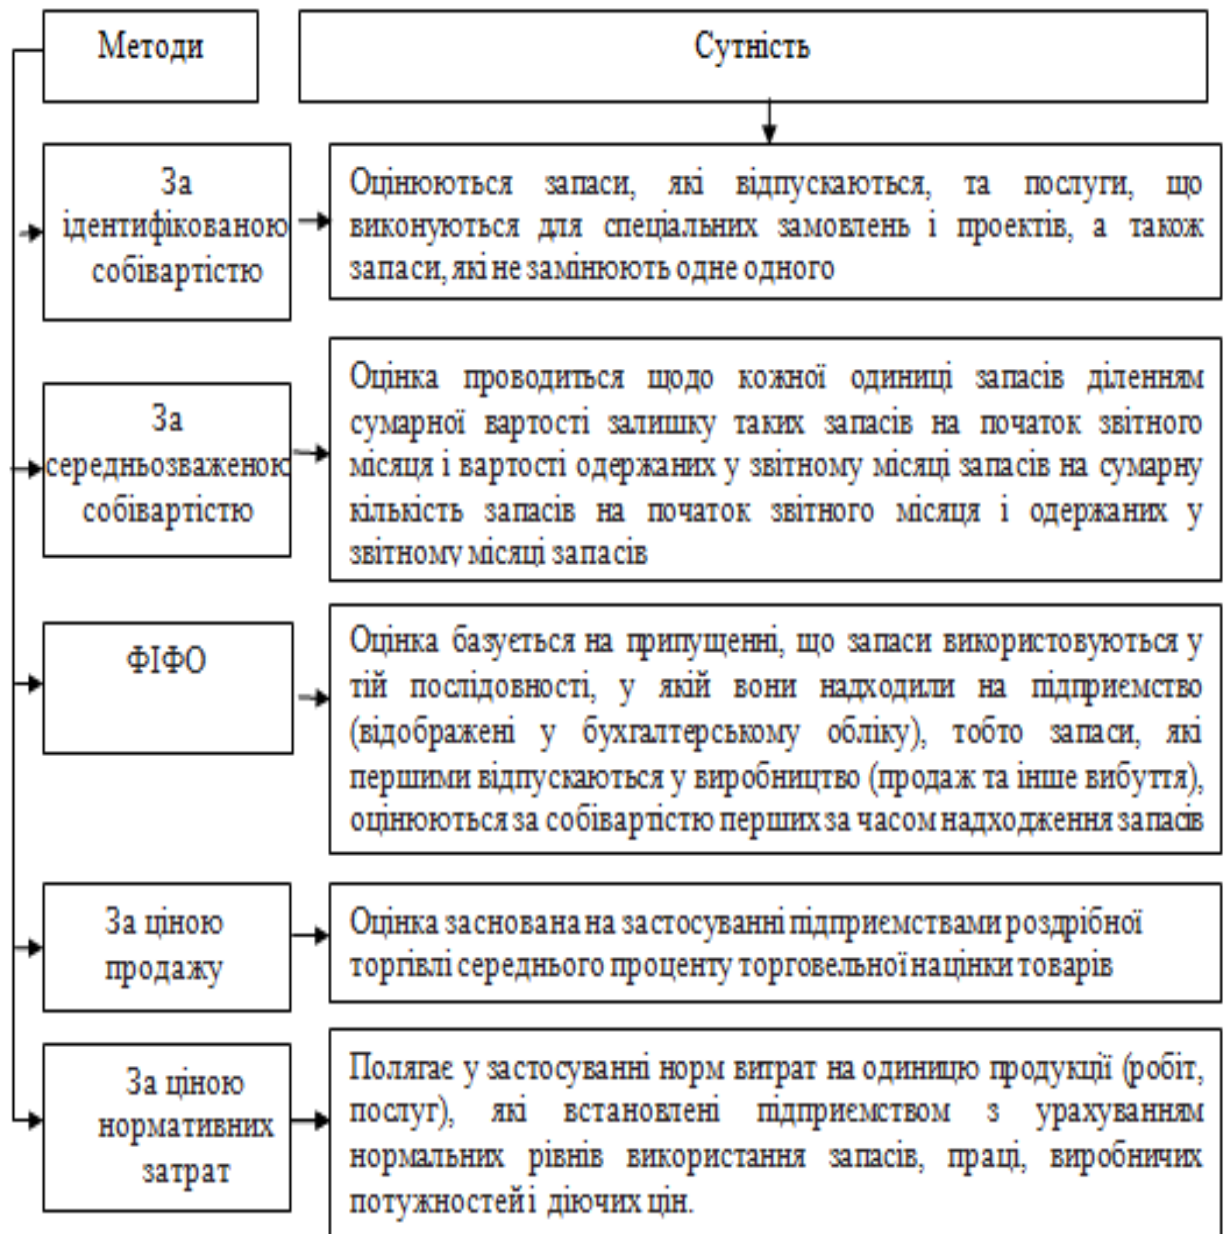 Методи
Сутність
За
ідентифікованою
собівартістю
Оцінюються запаси, які відпускаються, та послуги, що
виконуються для спеціальних замовлень і проектів, а також
запаси, які не замінюють одне одного
За
середньозваженою
собівартістю
Оцінка проводиться щодо кожної одиниці запасів діленням
сумарної вартості залишку таких запасів на початок звітного
місяця і вартості одержаних у звітному місяці запасів на сумарну
кількість запасів на початок звітного місяця і одержаних у
звітному місяці запасів
ФІФО
Оцінка базується на припущенні, що запаси використовуються у
тій послідовності, у якій вони надходили на підприємство
(відображені у бухгалтерському обліку), тобто запаси, які
першими відпускаються у виробництво (продаж та інше вибуття),
оцінюються за собівартістю перших за часом надходження запасів
За ціною
продажу
Оцінка заснована на застосуванні підприємствами роздрібної
торгівлі середнього проценту торговельної націнки товарів
За ціною
нормативних
затрат
Полягає у застосуванні норм витрат на одиницю продукції (робіт,
послуг), які встановлені підприємством з урахуванням
нормальних рівнів використання запасів, праці, виробничих
потужностей і діючих цін.